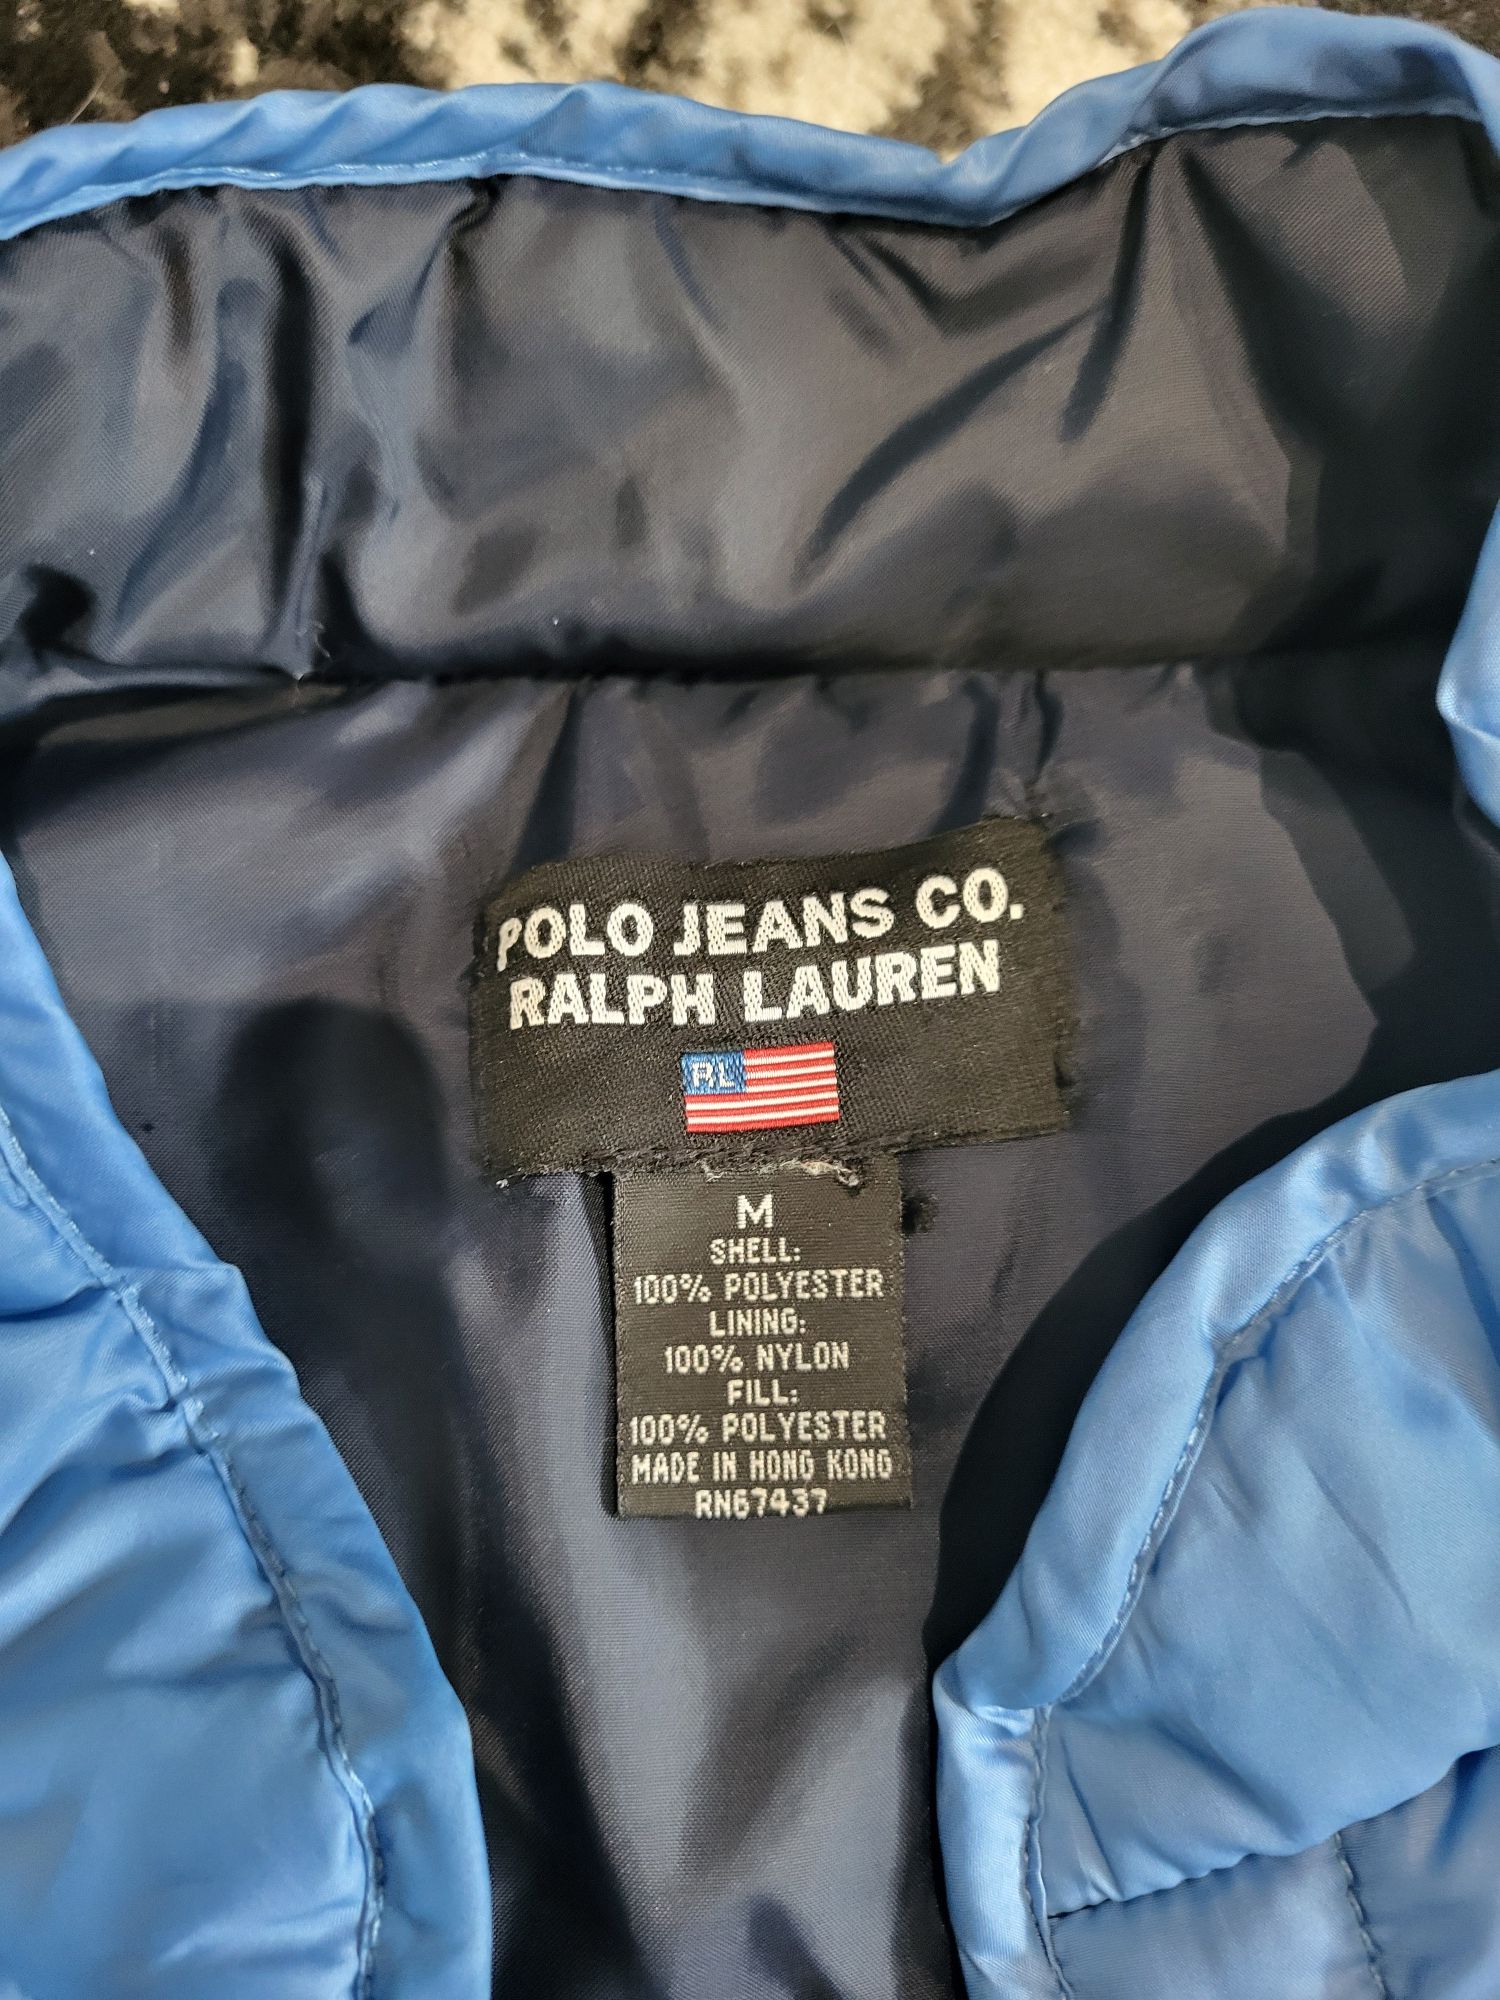 POLO JEANS CO.
RALPH LAUREN
RL
M
SHELL:
100% POLYESTER
LINING:
100% NYLON
FILL:
100% POLYESTER
MADE IN HONG KONG
RN67437